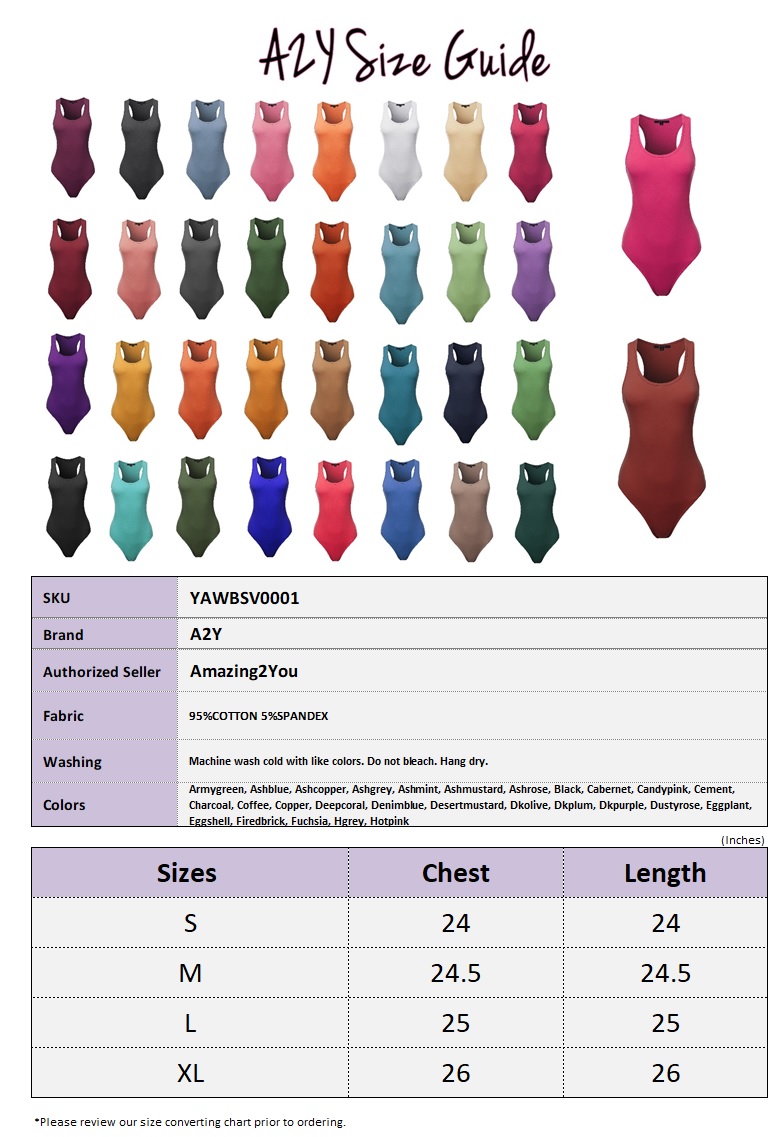 A2Y Size Guide
SKU YAWBSV0001
Brand A2Y
Authorized Seller Amazing2You
Fabric 95%COTTON 5%SPANDEX
Washing Machine wash cold with like colors. Do not bleach. Hang dry.
Colors Armygreen, Ashblue, Ashcopper, Ashgrey, Ashmint, Ashmustard, Ashrose, Black, Cabernet, Candypink, Cement,
Charcoal, Coffee, Copper, Deepcoral, Denimblue, Desertmustard, Dkolive, Dkplum, Dkpurple, Dustyrose, Eggplant,
Eggshell, Firedbrick, Fuchsia, Hgrey, Hotpink
(Inches)
Sizes Chest Length
S 24 24
M 24.5 24.5
L 25 25
XL 26 26
*Please review our size converting chart prior to ordering.